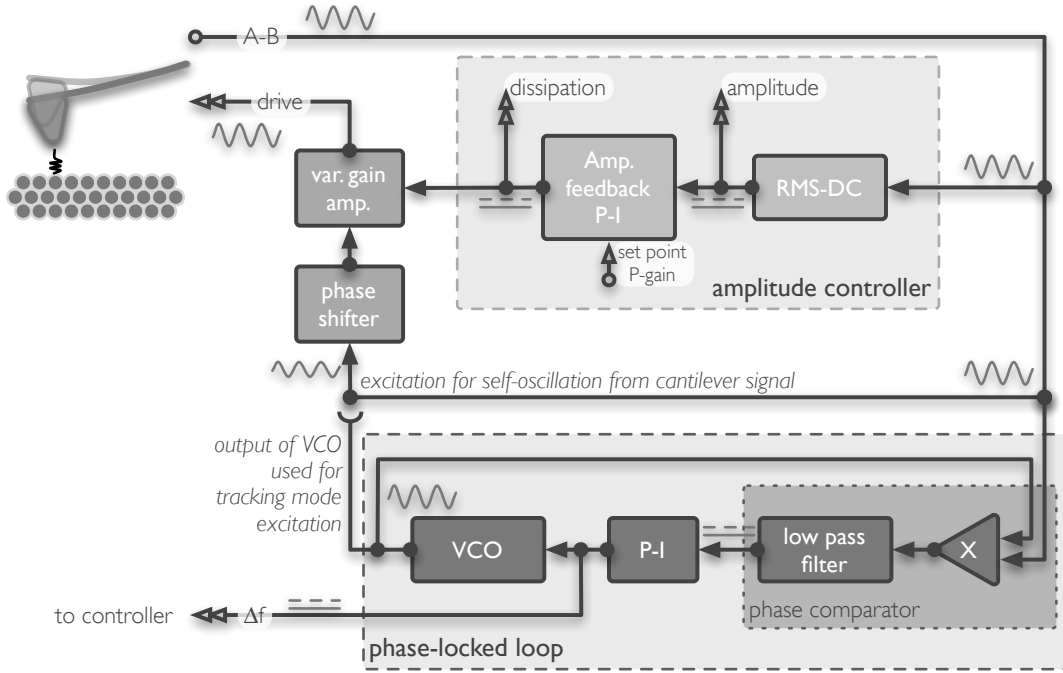 A-B
drive
dissipation
amplitude
var. gain
amp.
Amp.
feedback
P-I
RMS-DC
set point
P-gain
amplitude controller
phase
shifter
excitation for self-oscillation from cantilever signal
output of VCO
used for
tracking mode
excitation
VCO
P-I
low pass
filter
X
phase comparator
to controller
Δf
phase-locked loop